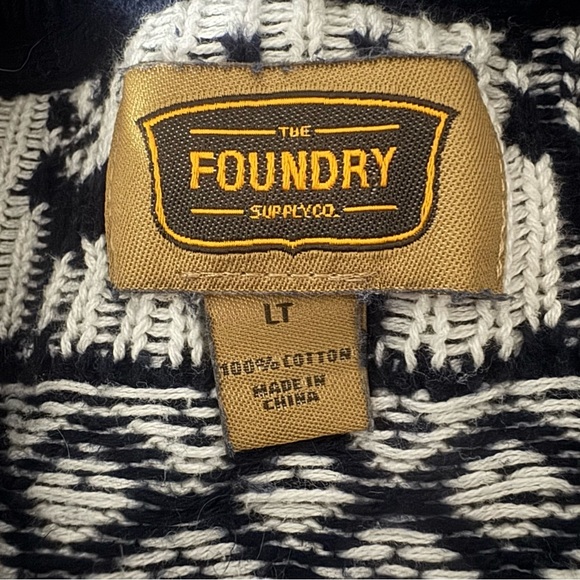 THE
FOUNDRY
SUPPLY CO.
LT
100% COTTON
MADE IN
CHINA